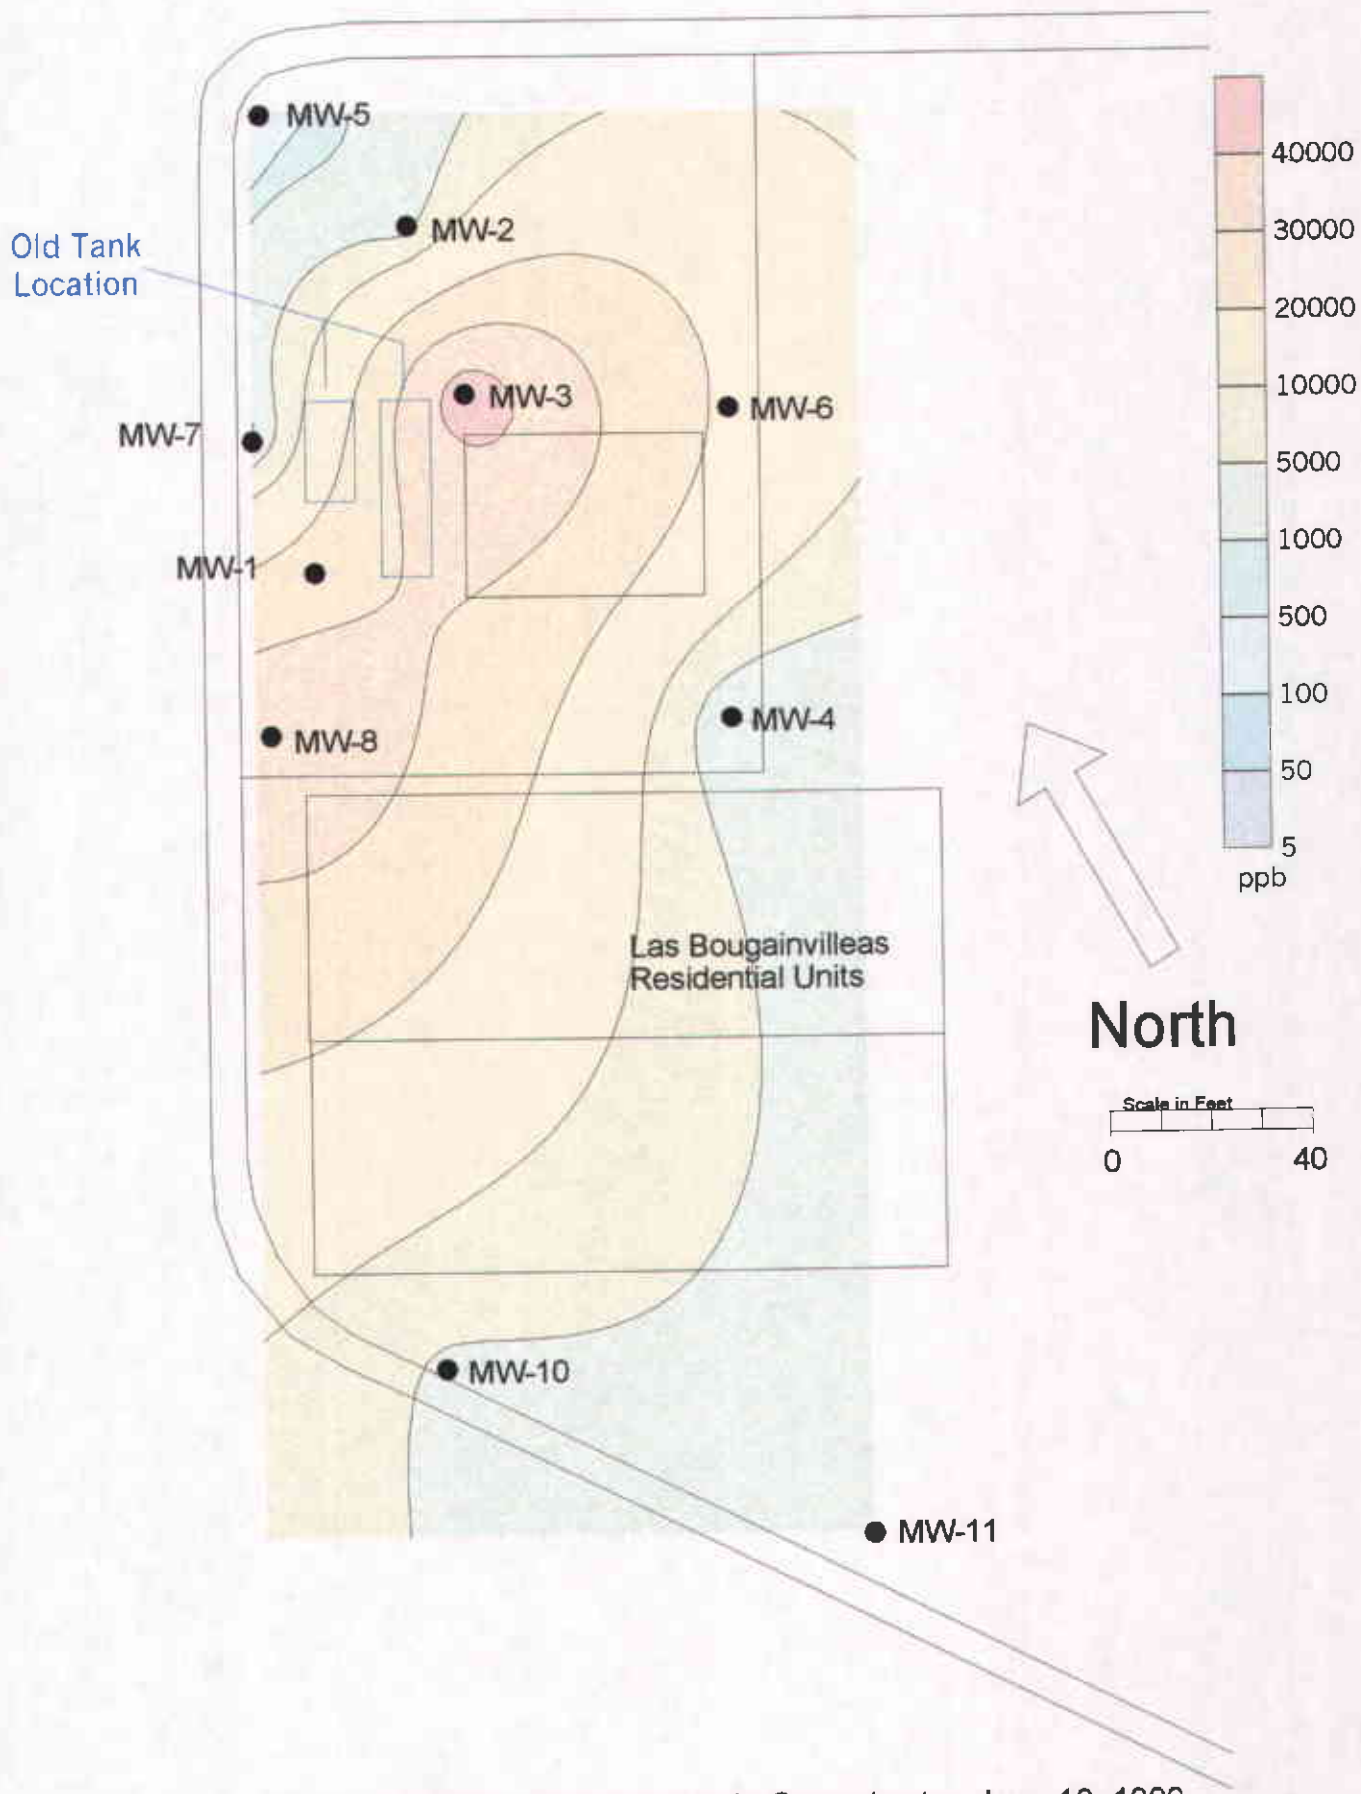 MW-5
40000
MW-2
30000
Old Tank
Location
20000
10000
MW-3
MW-6
MW-7
5000
1000
MW-1
500
100
MW-4
MW-8
50
5
ppb
Las Bougainvilleas
Residential Units
North
Scale in Feet
0 40
MW-10
MW-11